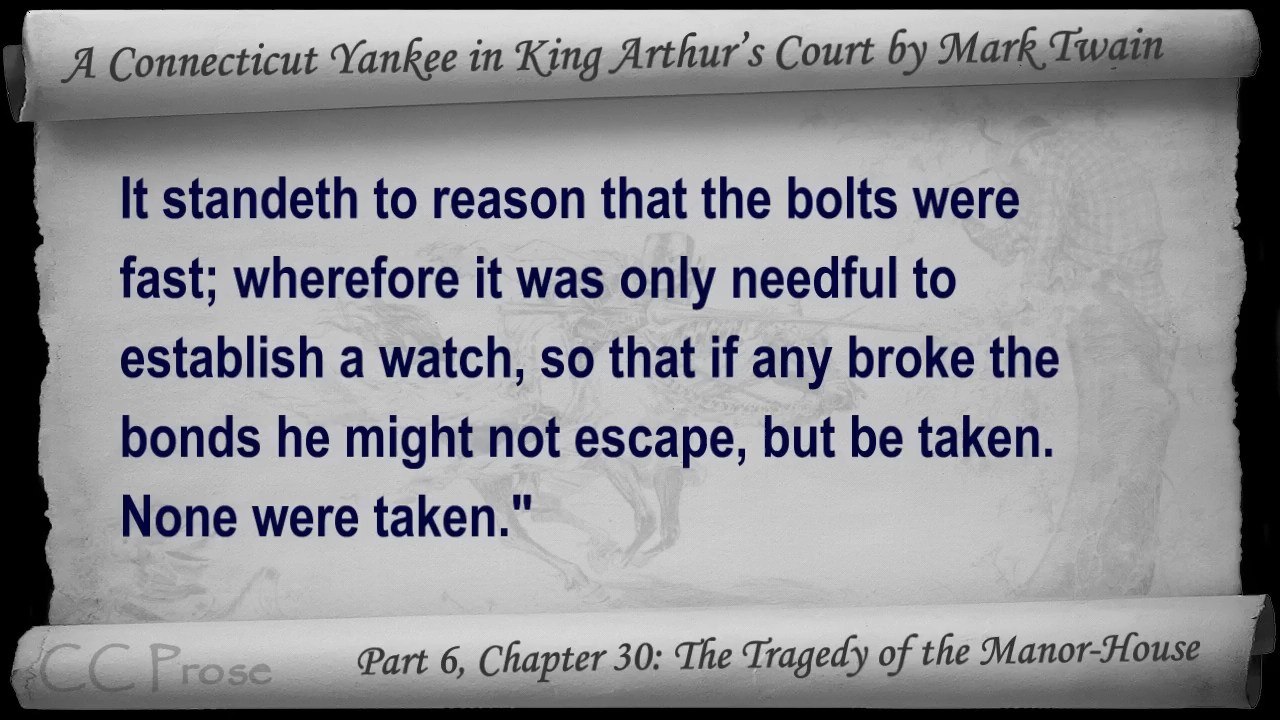 A Connecticut Yankee in King Arthur's Court by Mark Twain
It standeth to reason that the bolts were
fast; wherefore it was only needful to
establish a watch, so that if any broke the
bonds he might not escape, but be taken.
None were taken."
CC Prose
Part 6, Chapter 30: The Tragedy of the Manor-House